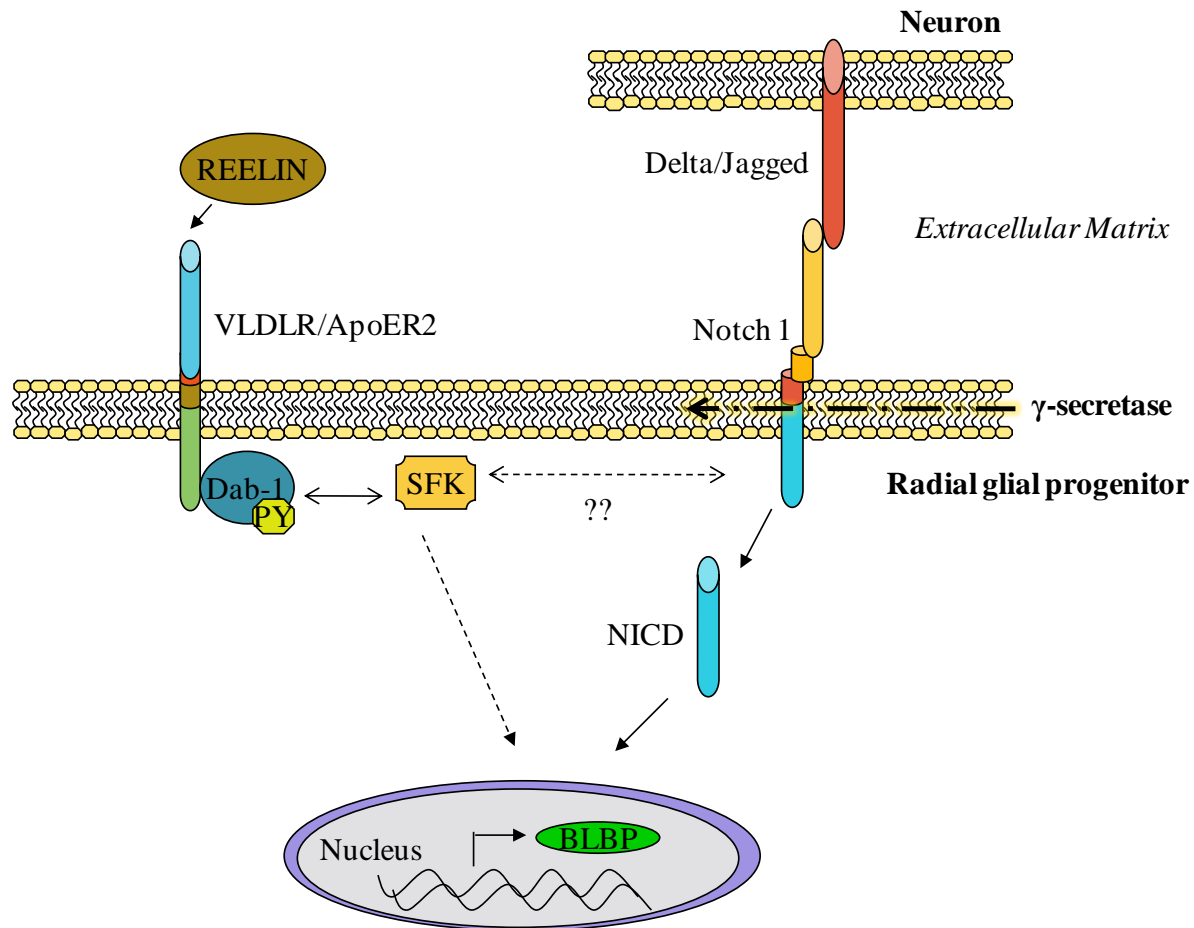 Neuron
REELIN
Delta/Jagged
Extracellular Matrix
VLDLR/ApoER2
Notch 1
γ-secretase
Dab-1
PY
SFK
??
Radial glial progenitor
NICD
Nucleus
BLBP